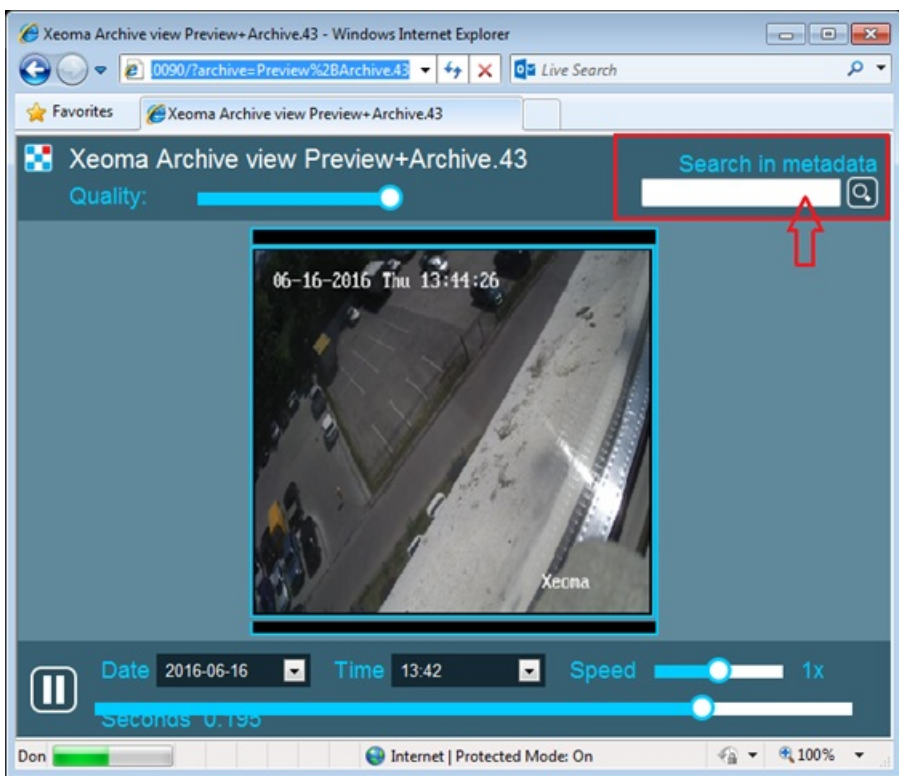 Xeoma Archive view Preview+Archive.43 - Windows Internet Explorer
0090/?archive=Preview%2BArchive.43
Live Search
Favorites
Xeoma Archive view Preview+Archive.43
Xeoma Archive view Preview+Archive.43
Search in metadata
Quality:
06-16-2016 Thu 13:44:26
Xeoma
Date 2016-06-16 Time 13:42 Speed 1x
Seconds 0.195
Don Internet | Protected Mode: On 100%